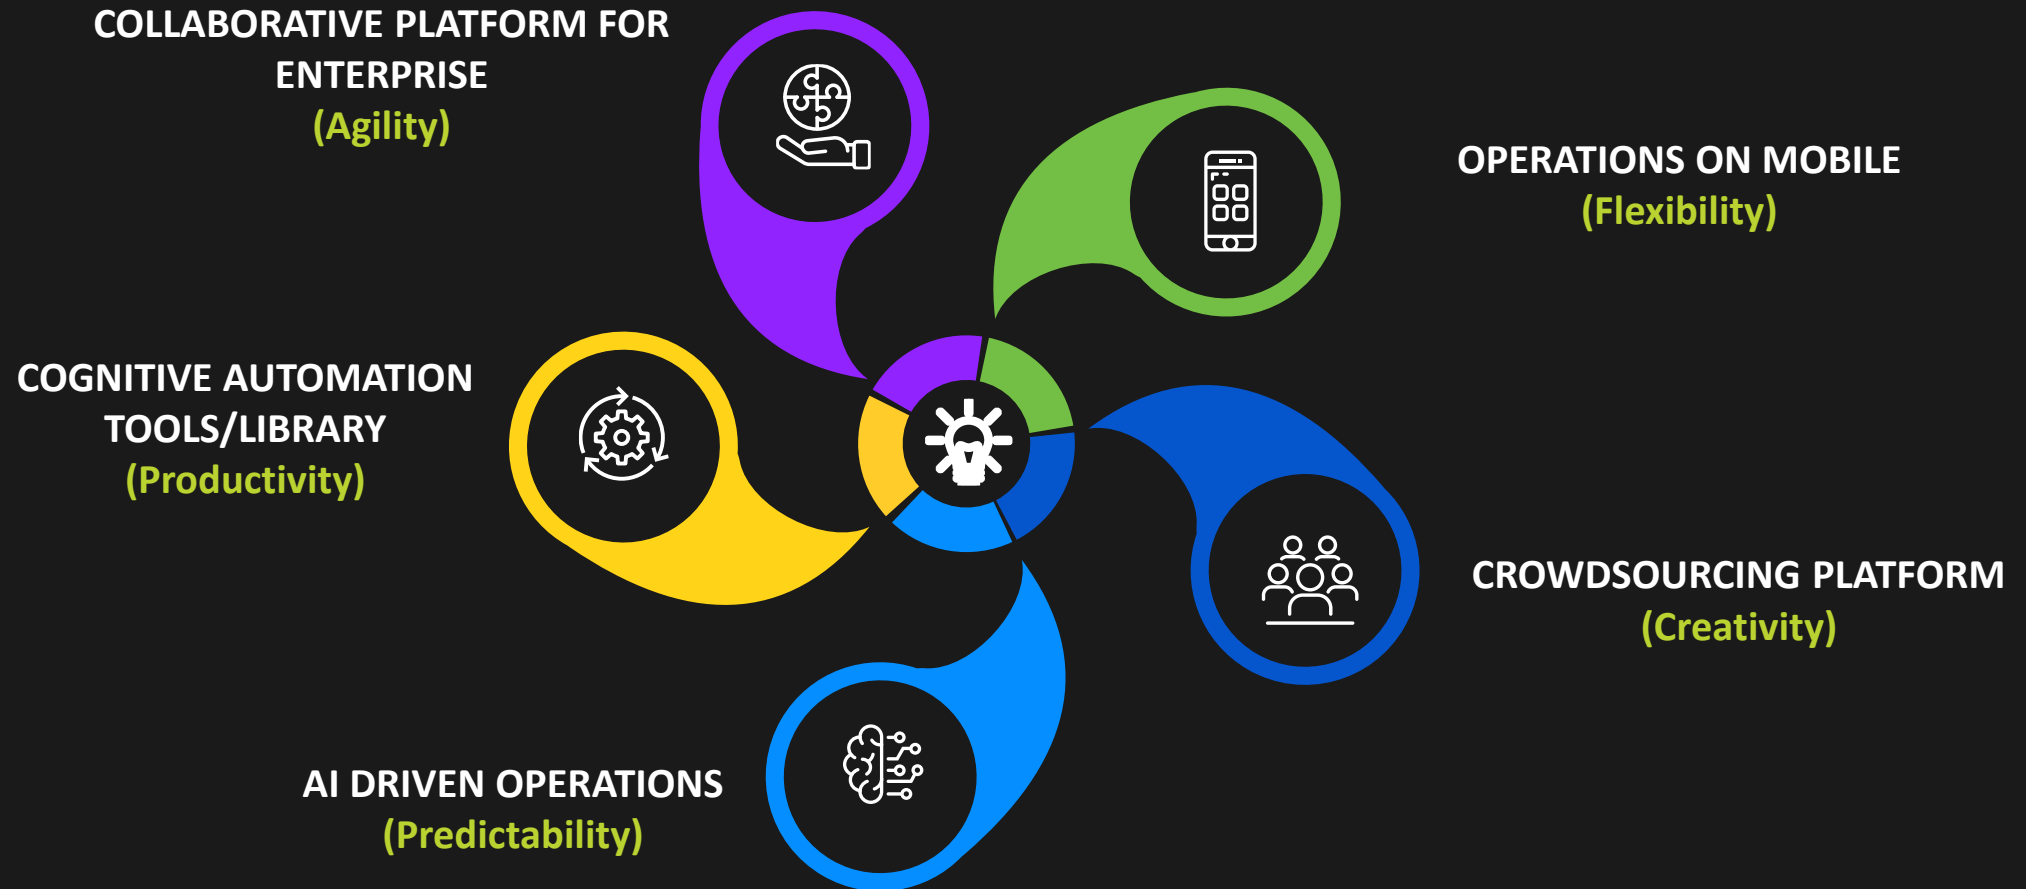 COLLABORATIVE PLATFORM FOR
ENTERPRISE
(Agility)
OPERATIONS ON MOBILE
(Flexibility)
COGNITIVE AUTOMATION
TOOLS/LIBRARY
(Productivity)
CROWDSOURCING PLATFORM
(Creativity)
AI DRIVEN OPERATIONS
(Predictability)